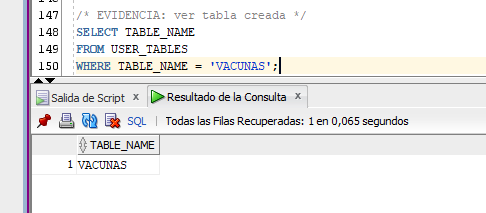 147 /* EVIDENCIA: ver tabla creada */
148 SELECT TABLE_NAME
149 FROM USER_TABLES
150 WHERE TABLE_NAME = 'VACUNAS';
Salida de Script x Resultado de la Consulta x
SQL | Todas las Filas Recuperadas: 1 en 0,065 segundos
TABLE_NAME
1 VACUNAS